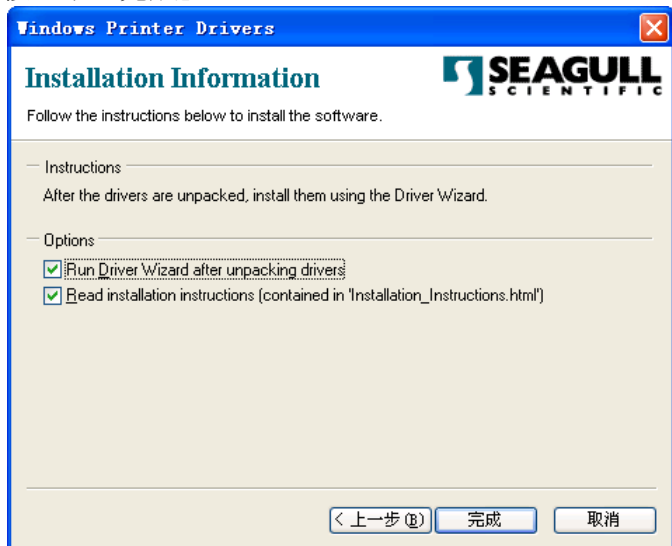 Windows Printer Drivers
Installation Information
SEAGULL
SCIENTIFIC
Follow the instructions below to install the software.
Instructions
After the drivers are unpacked, install them using the Driver Wizard.
Options
Run Driver Wizard after unpacking drivers
Read installation instructions (contained in 'Installation_Instructions.html')
< 上一步(B)
完成
取消